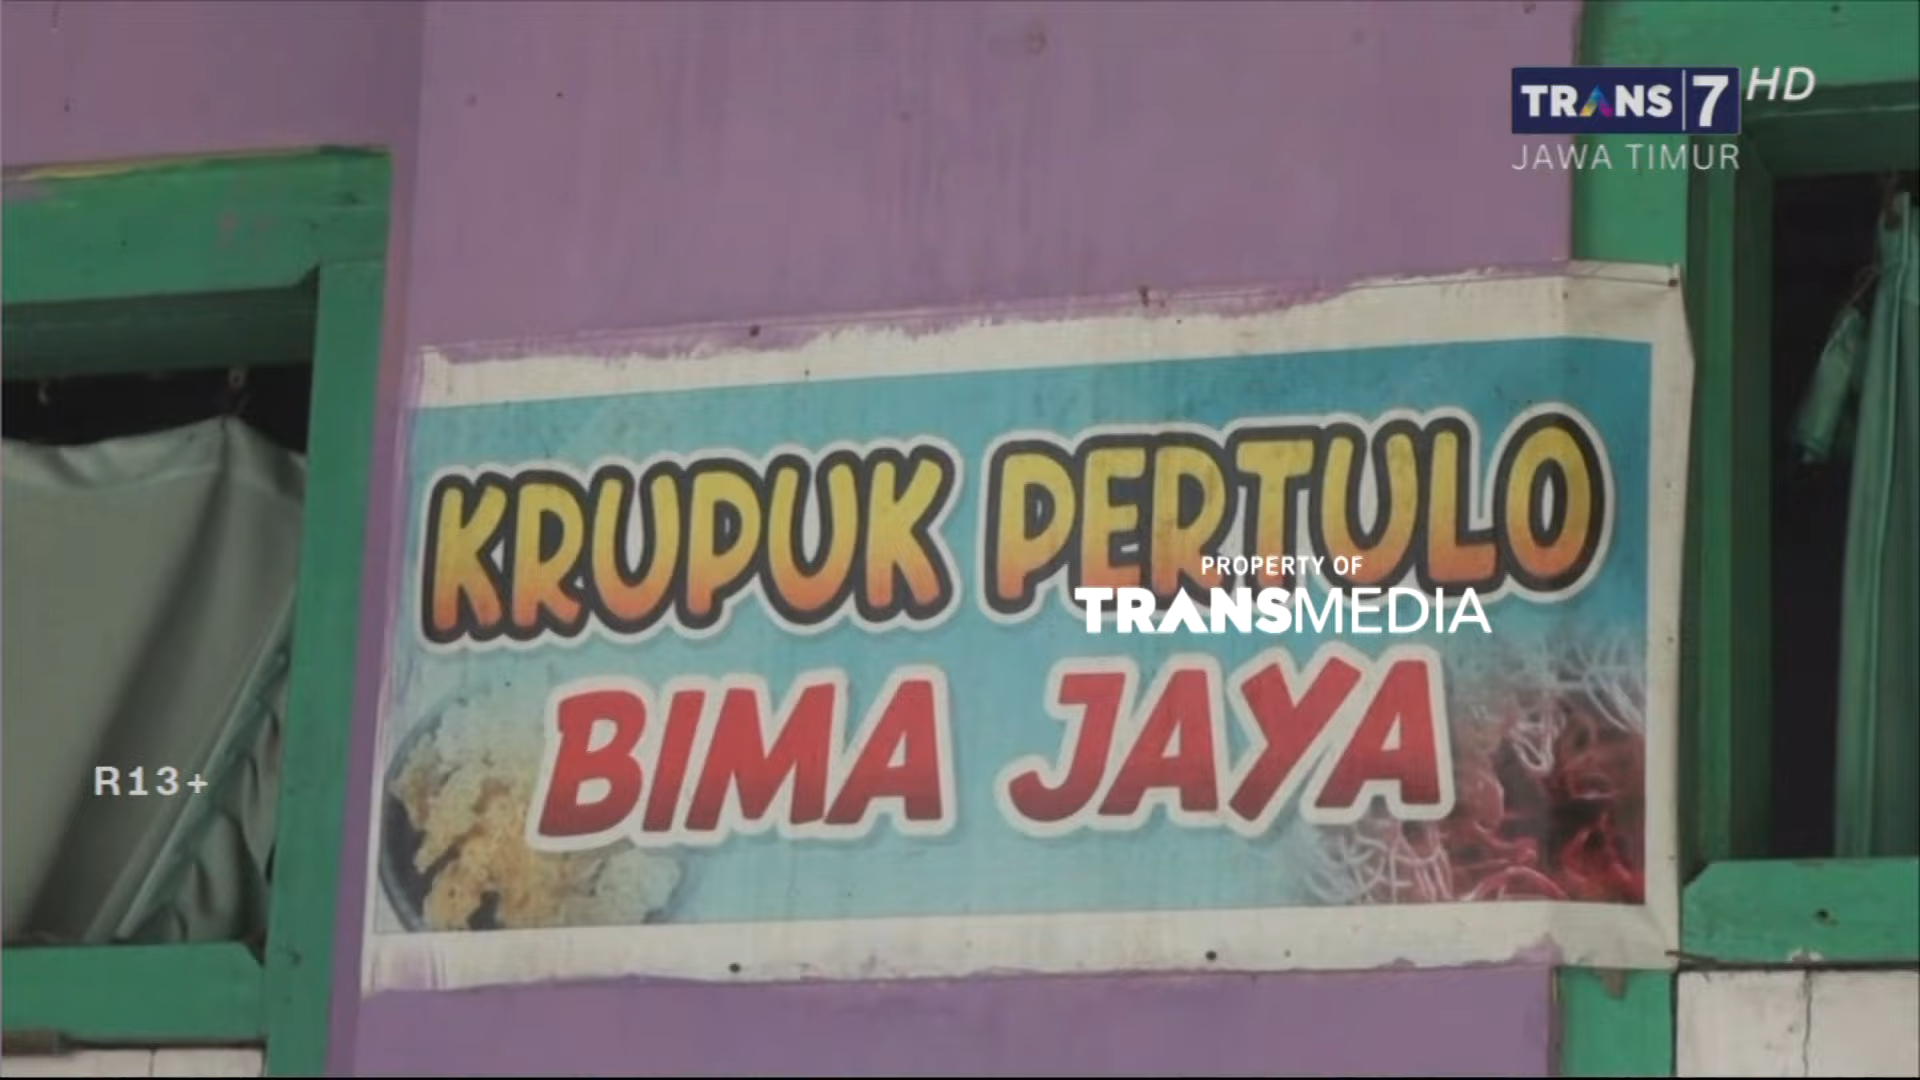 TRANS|7 HD
JAWA TIMUR
KRUPUK PERTULO
PROPERTY OF
TRANSMEDIA
BIMA JAYA
R13+